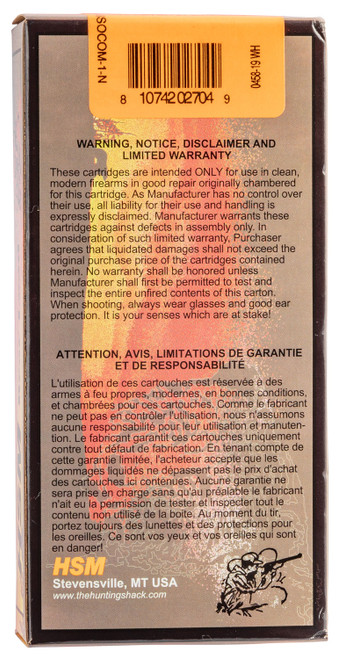 SOCOM-1-N
8 10742 02704 9
0458-19 WH
WARNING, NOTICE, DISCLAIMER AND
LIMITED WARRANTY
These cartridges are intended ONLY for use in clean,
modern firearms in good repair originally chambered
for this cartridge. As Manufacturer has no control over
their use, all liability for their use and handling is
expressly disclaimed. Manufacturer warrants these
cartridges against defects in assembly only. In
consideration of such limited warranty, Purchaser
agrees that liquidated damages shall not exceed the
original purchase price of the cartridges contained
herein. No warranty shall be honored unless
Manufacturer shall first be permitted to test and
inspect the entire unfired contents of this carton.
When shooting, always wear glasses and good ear
protection. It is your senses which are at stake!
ATTENTION, AVIS, LIMITATIONS DE GARANTIE
ET DE RESPONSABILITÉ
L'utilisation de ces cartouches est réservée à des
armes à feu propres, modernes, en bonnes conditions,
et chambrées pour ces cartouches. Comme le fabricant
ne peut pas en contrôler l'utilisation, nous n'assumons
aucune responsabilité pour leur utilisation et manuten-
tion. Le fabricant garantit ces cartouches uniquement
contre tout défaut de fabrication. En tenant compte de
cette garantie limitée, l'acheteur accepte que les
dommages liquidés ne dépassent pas le prix d'achat
des cartouches ici contenues. Aucune garantie ne
sera prise en charge sans qu'au préalable le fabricant
n'ait eu la permission de tester et inspecter tout le
contenu non utilisé de la boite. Au moment du tir,
portez toujours des lunettes et des protections pour
les oreilles. Ce sont vos yeux et vos oreilles qui sont
en danger!
HSM
Stevensville, MT USA
www.thehuntingshack.com